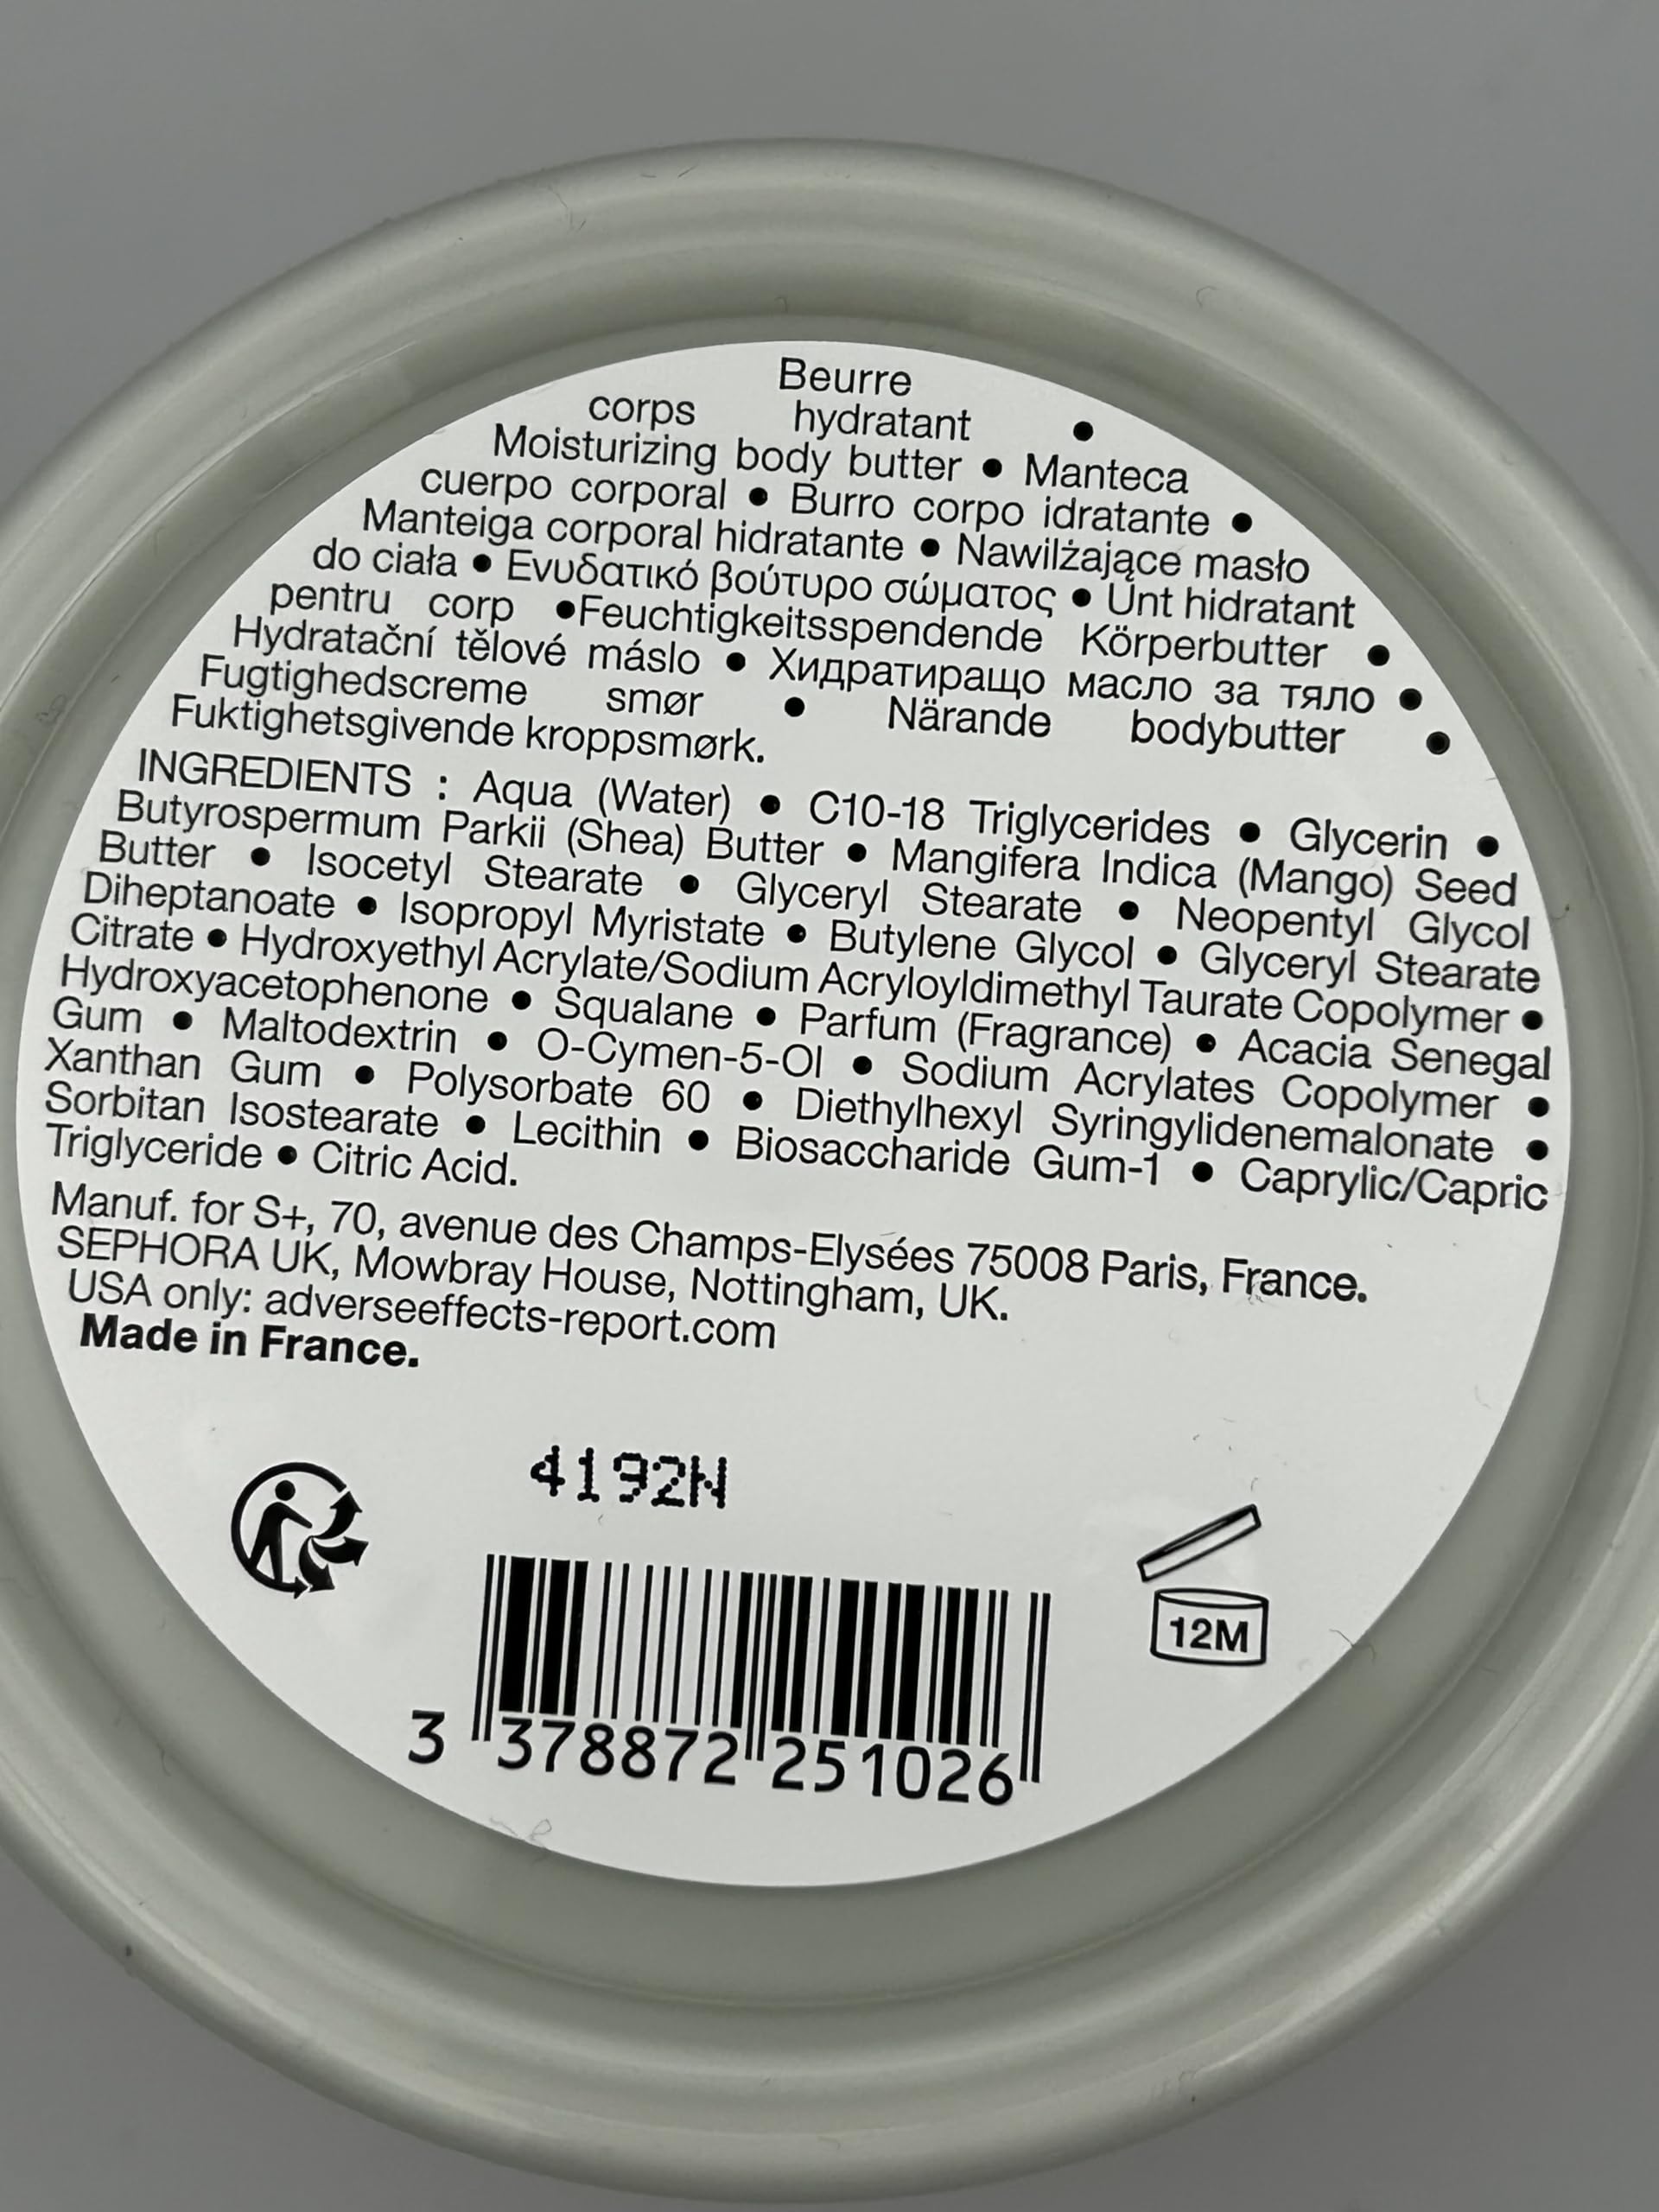 Beurre
corps hydratant •
Moisturizing body butter • Manteca
cuerpo corporal • Burro corpo idratante •
Manteiga corporal hidratante • Nawilżające masło
do ciała • Ενυδατικό βούτυρο σώματος • Unt hidratant
pentru corp •Feuchtigkeitsspendende Körperbutter •
Hydratační tělové máslo • Хидратиращо масло за тяло •
Fugtighedscreme smør • Närande bodybutter •
Fuktighetsgivende kroppsmørk.
INGREDIENTS : Aqua (Water) • C10-18 Triglycerides • Glycerin •
Butyrospermum Parkii (Shea) Butter • Mangifera Indica (Mango) Seed
Butter • Isocetyl Stearate • Glyceryl Stearate • Neopentyl Glycol
Diheptanoate • Isopropyl Myristate • Butylene Glycol • Glyceryl Stearate
Citrate • Hydroxyethyl Acrylate/Sodium Acryloyldimethyl Taurate Copolymer •
Hydroxyacetophenone • Squalane • Parfum (Fragrance) • Acacia Senegal
Gum • Maltodextrin • O-Cymen-5-Ol • Sodium Acrylates Copolymer •
Xanthan Gum • Polysorbate 60 • Diethylhexyl Syringylidenemalonate •
Sorbitan Isostearate • Lecithin • Biosaccharide Gum-1 • Caprylic/Capric
Triglyceride • Citric Acid.
Manuf. for S+, 70, avenue des Champs-Elysées 75008 Paris, France.
SEPHORA UK, Mowbray House, Nottingham, UK.
USA only: adverseeffects-report.com
Made in France.
4192N
12M
3 378872 251026